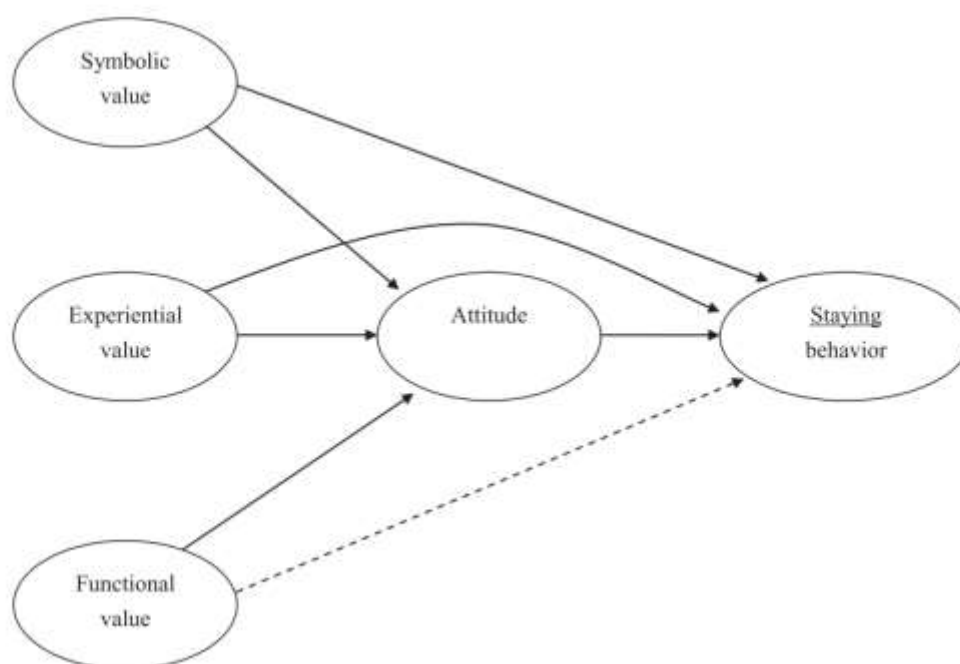 Symbolic
value
Experiential
value
Attitude
Staying
behavior
Functional
value